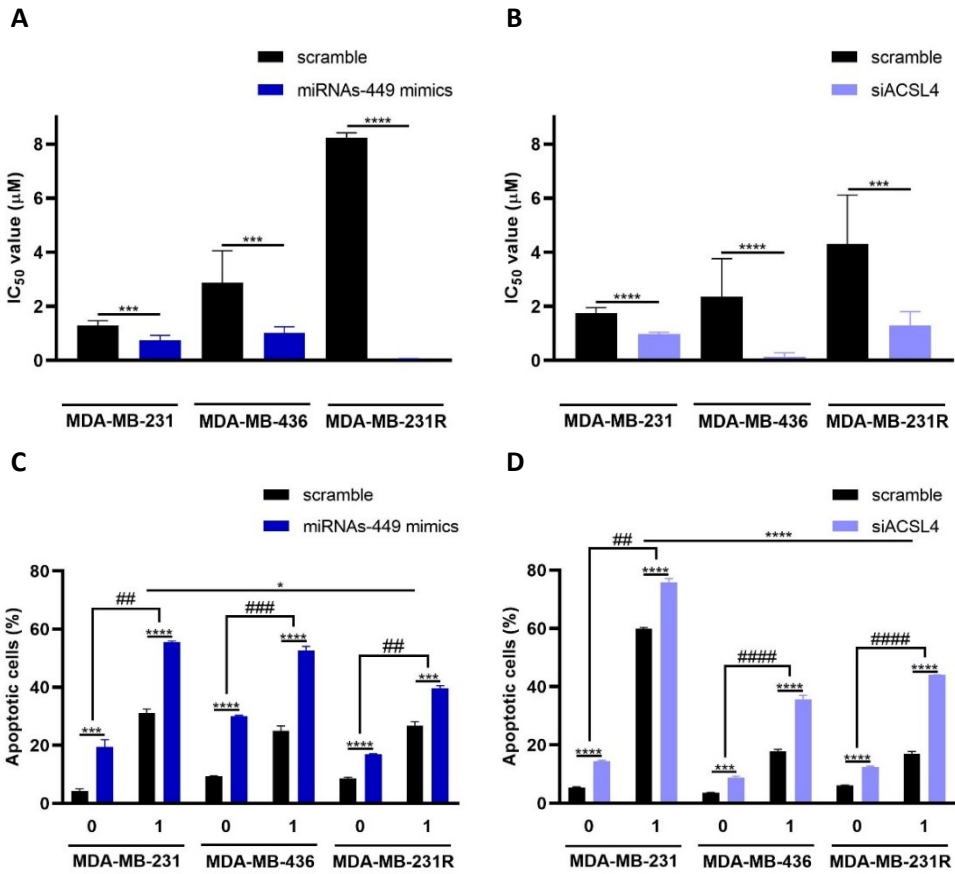 A
scramble
miRNAs-449 mimics
IC50 value (μM)
8
6
4
2
0
***
***
****
MDA-MB-231 MDA-MB-436 MDA-MB-231R
B
scramble
siACSL4
IC50 value (μM)
8
6
4
2
0
****
****
***
MDA-MB-231 MDA-MB-436 MDA-MB-231R
C
scramble
miRNAs-449 mimics
Apoptotic cells (%)
80
60
40
20
0
*
## ### ##
*** **** **** **** **** ***
0 1 0 1 0 1
MDA-MB-231 MDA-MB-436 MDA-MB-231R
D
scramble
siACSL4
Apoptotic cells (%)
80
60
40
20
0
****
## #### ####
**** **** *** **** **** ****
0 1 0 1 0 1
MDA-MB-231 MDA-MB-436 MDA-MB-231R